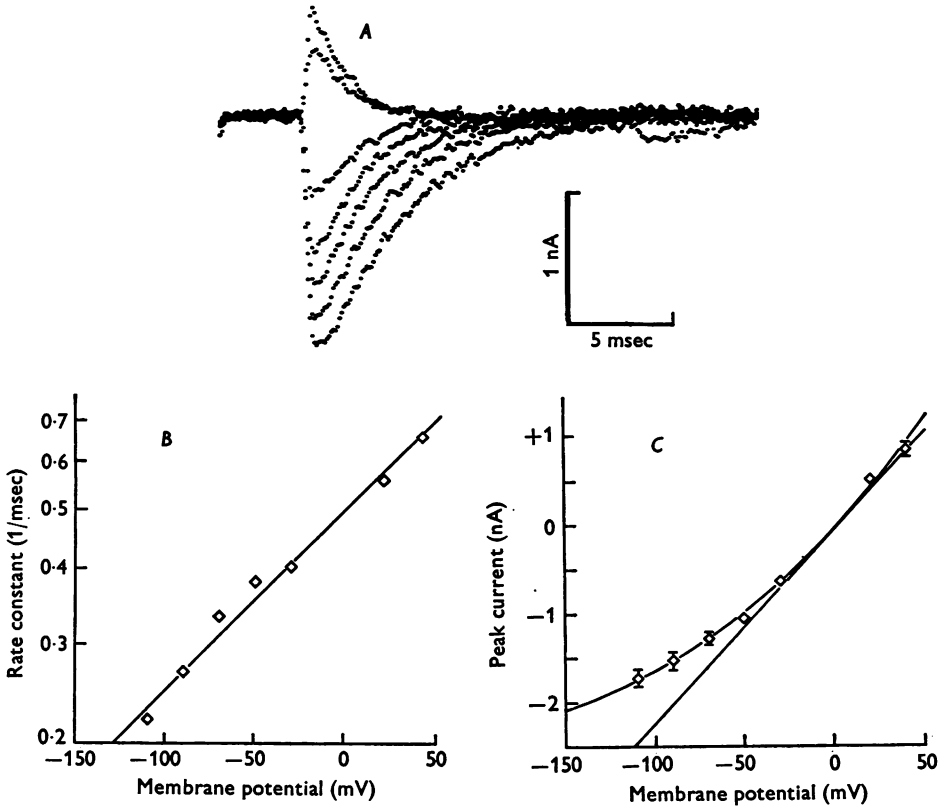 A
1 nA
5 msec
B
0·7
0·6
0·5
0·4
0·3
0·2
Rate constant (1/msec)
−150
−100
−50
0
50
Membrane potential (mV)
C
+1
0
−1
−2
Peak current (nA)
−150
−100
−50
0
50
Membrane potential (mV)